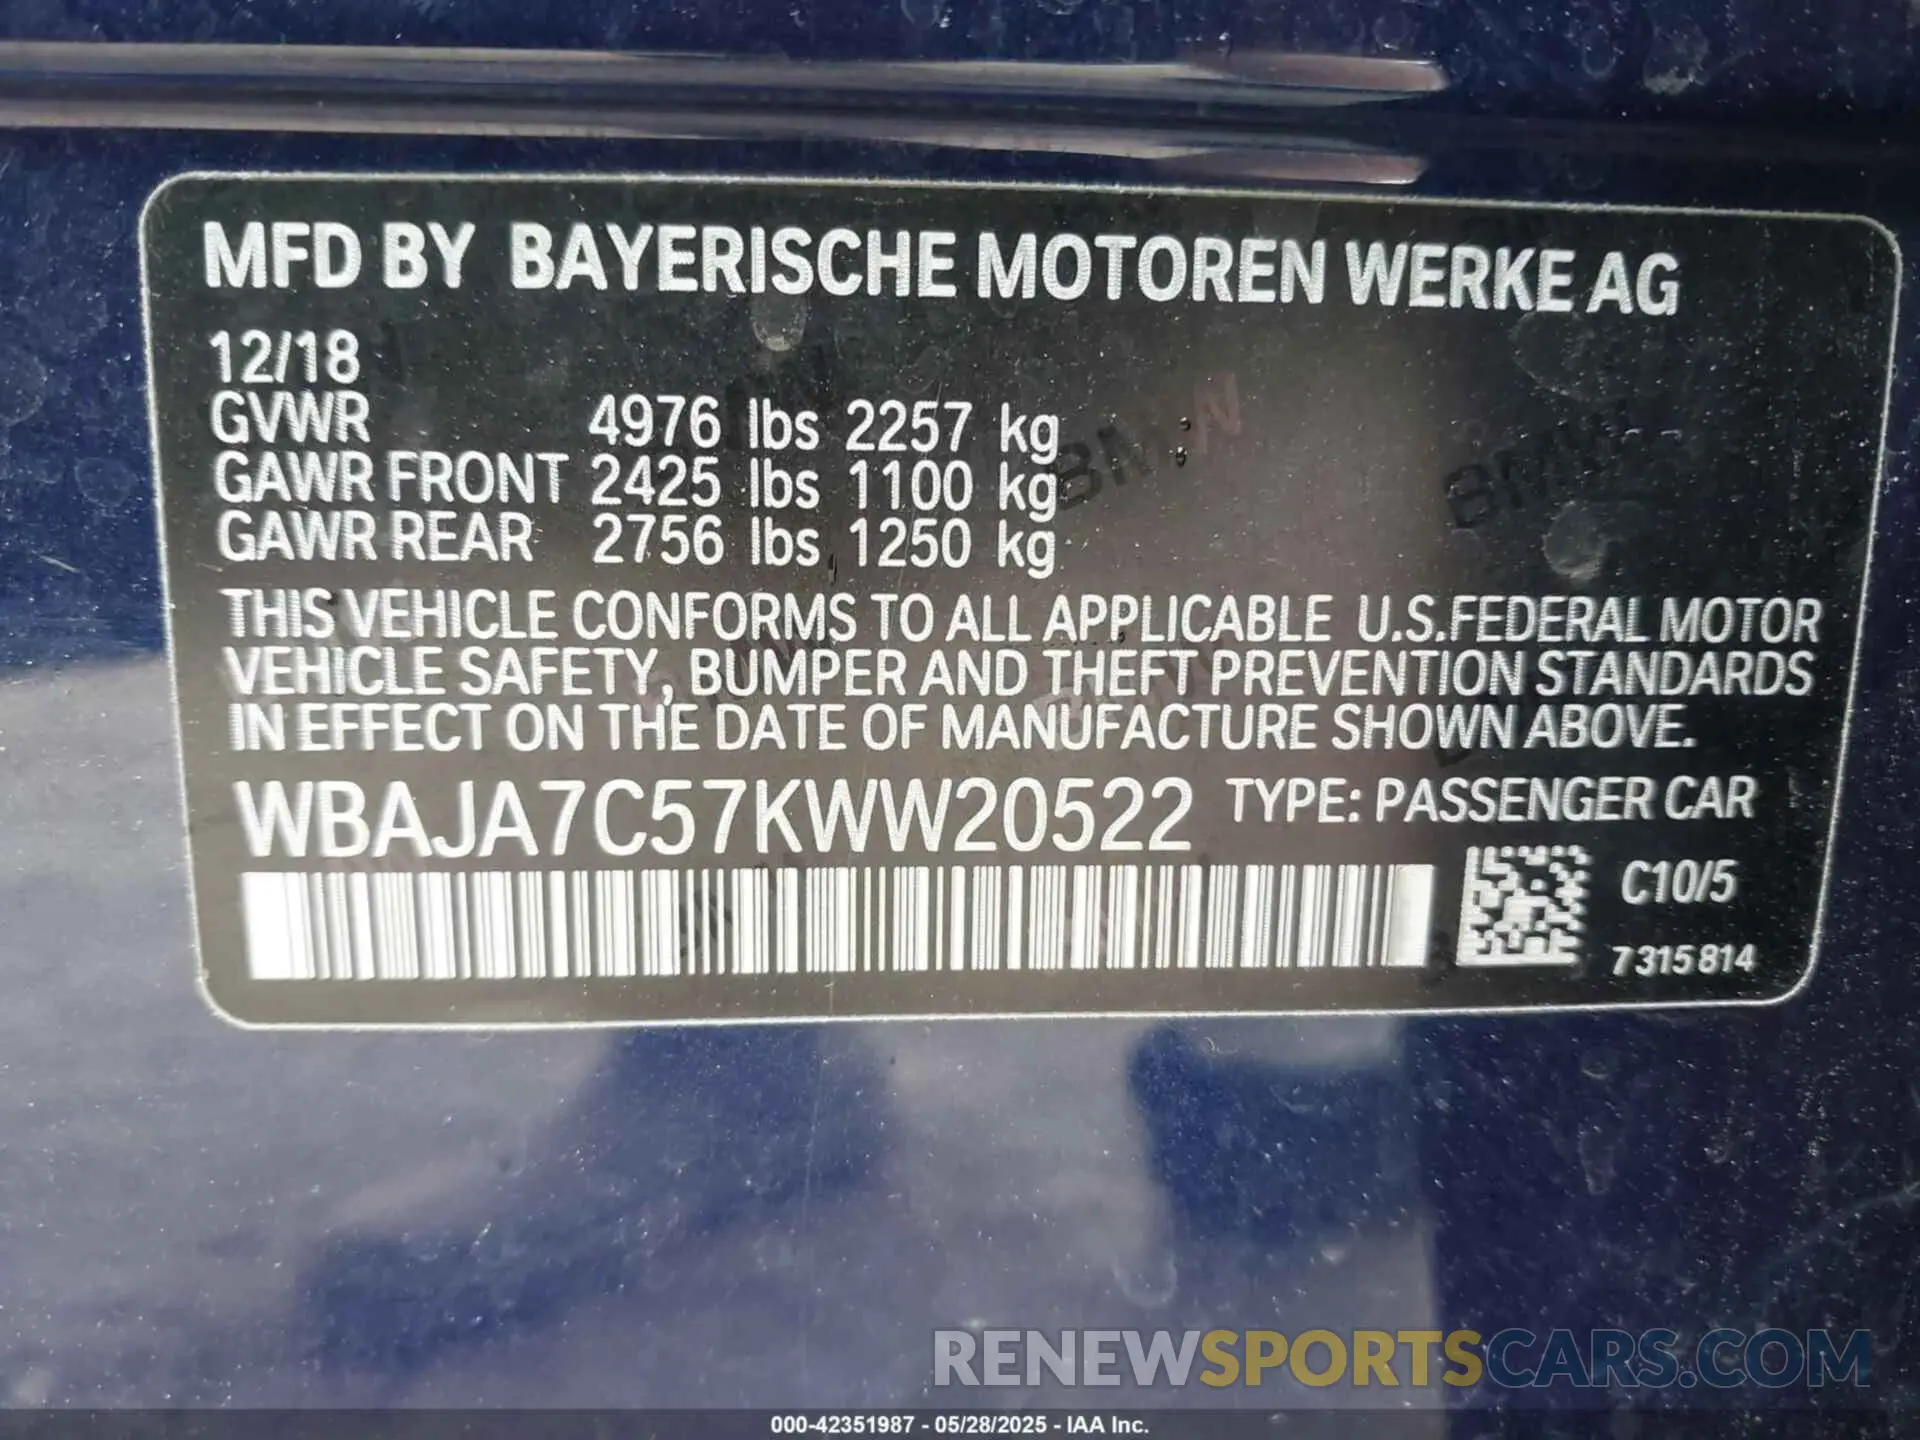 MFD BY BAYERISCHE MOTOREN WERKE AG
12/18
GVWR 4976 lbs 2257 kg
GAWR FRONT 2425 lbs 1100 kg
GAWR REAR 2756 lbs 1250 kg
THIS VEHICLE CONFORMS TO ALL APPLICABLE U.S.FEDERAL MOTOR
VEHICLE SAFETY, BUMPER AND THEFT PREVENTION STANDARDS
IN EFFECT ON THE DATE OF MANUFACTURE SHOWN ABOVE.
WBAJA7C57KWW20522 TYPE: PASSENGER CAR
C10/5
7315814
RENEWSPORTSCARS.COM
000-42351987 - 05/28/2025 - IAA Inc.